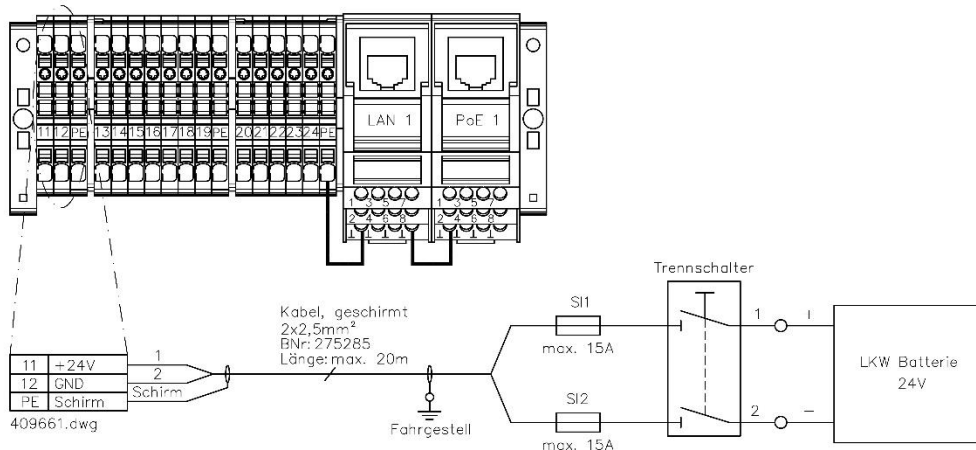 LAN 1
PoE 1
11 12 PE 13 14 15 16 17 18 19 PE 20 21 22 23 24 PE
1 3 5 7
2 4 6 8
1 3 5 7
2 4 6 8
Trennschalter
Kabel, geschirmt
2x2,5mm²
BNr: 275285
Länge: max. 20m
SI1
max. 15A
1
LKW Batterie
24V
11 +24V 1
12 GND 2
PE Schirm Schirm
409661.dwg
Fahrgestell
SI2
max. 15A
2 −